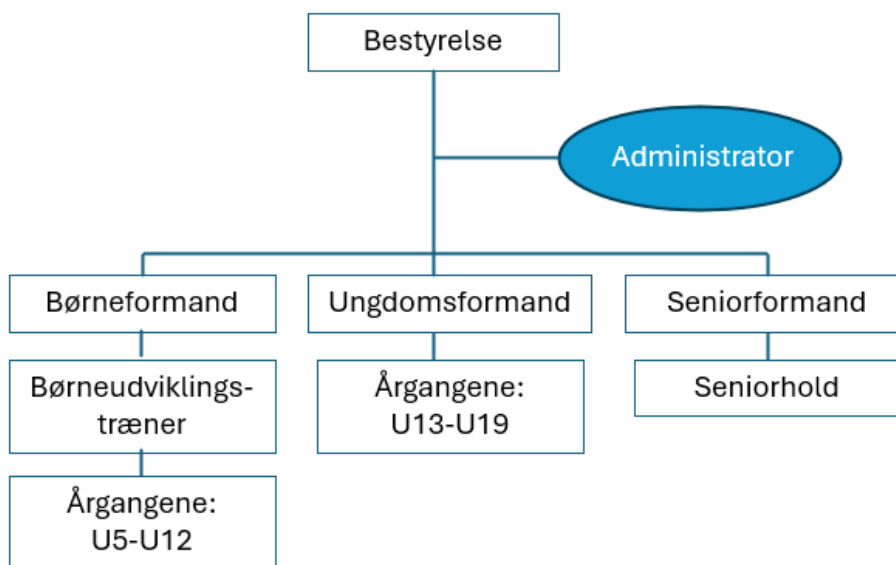 Bestyrelse
Administrator
Børneformand
Ungdomsformand
Seniorformand
Børneudviklings-
træner
Årgangene:
U13-U19
Seniorhold
Årgangene:
U5-U12